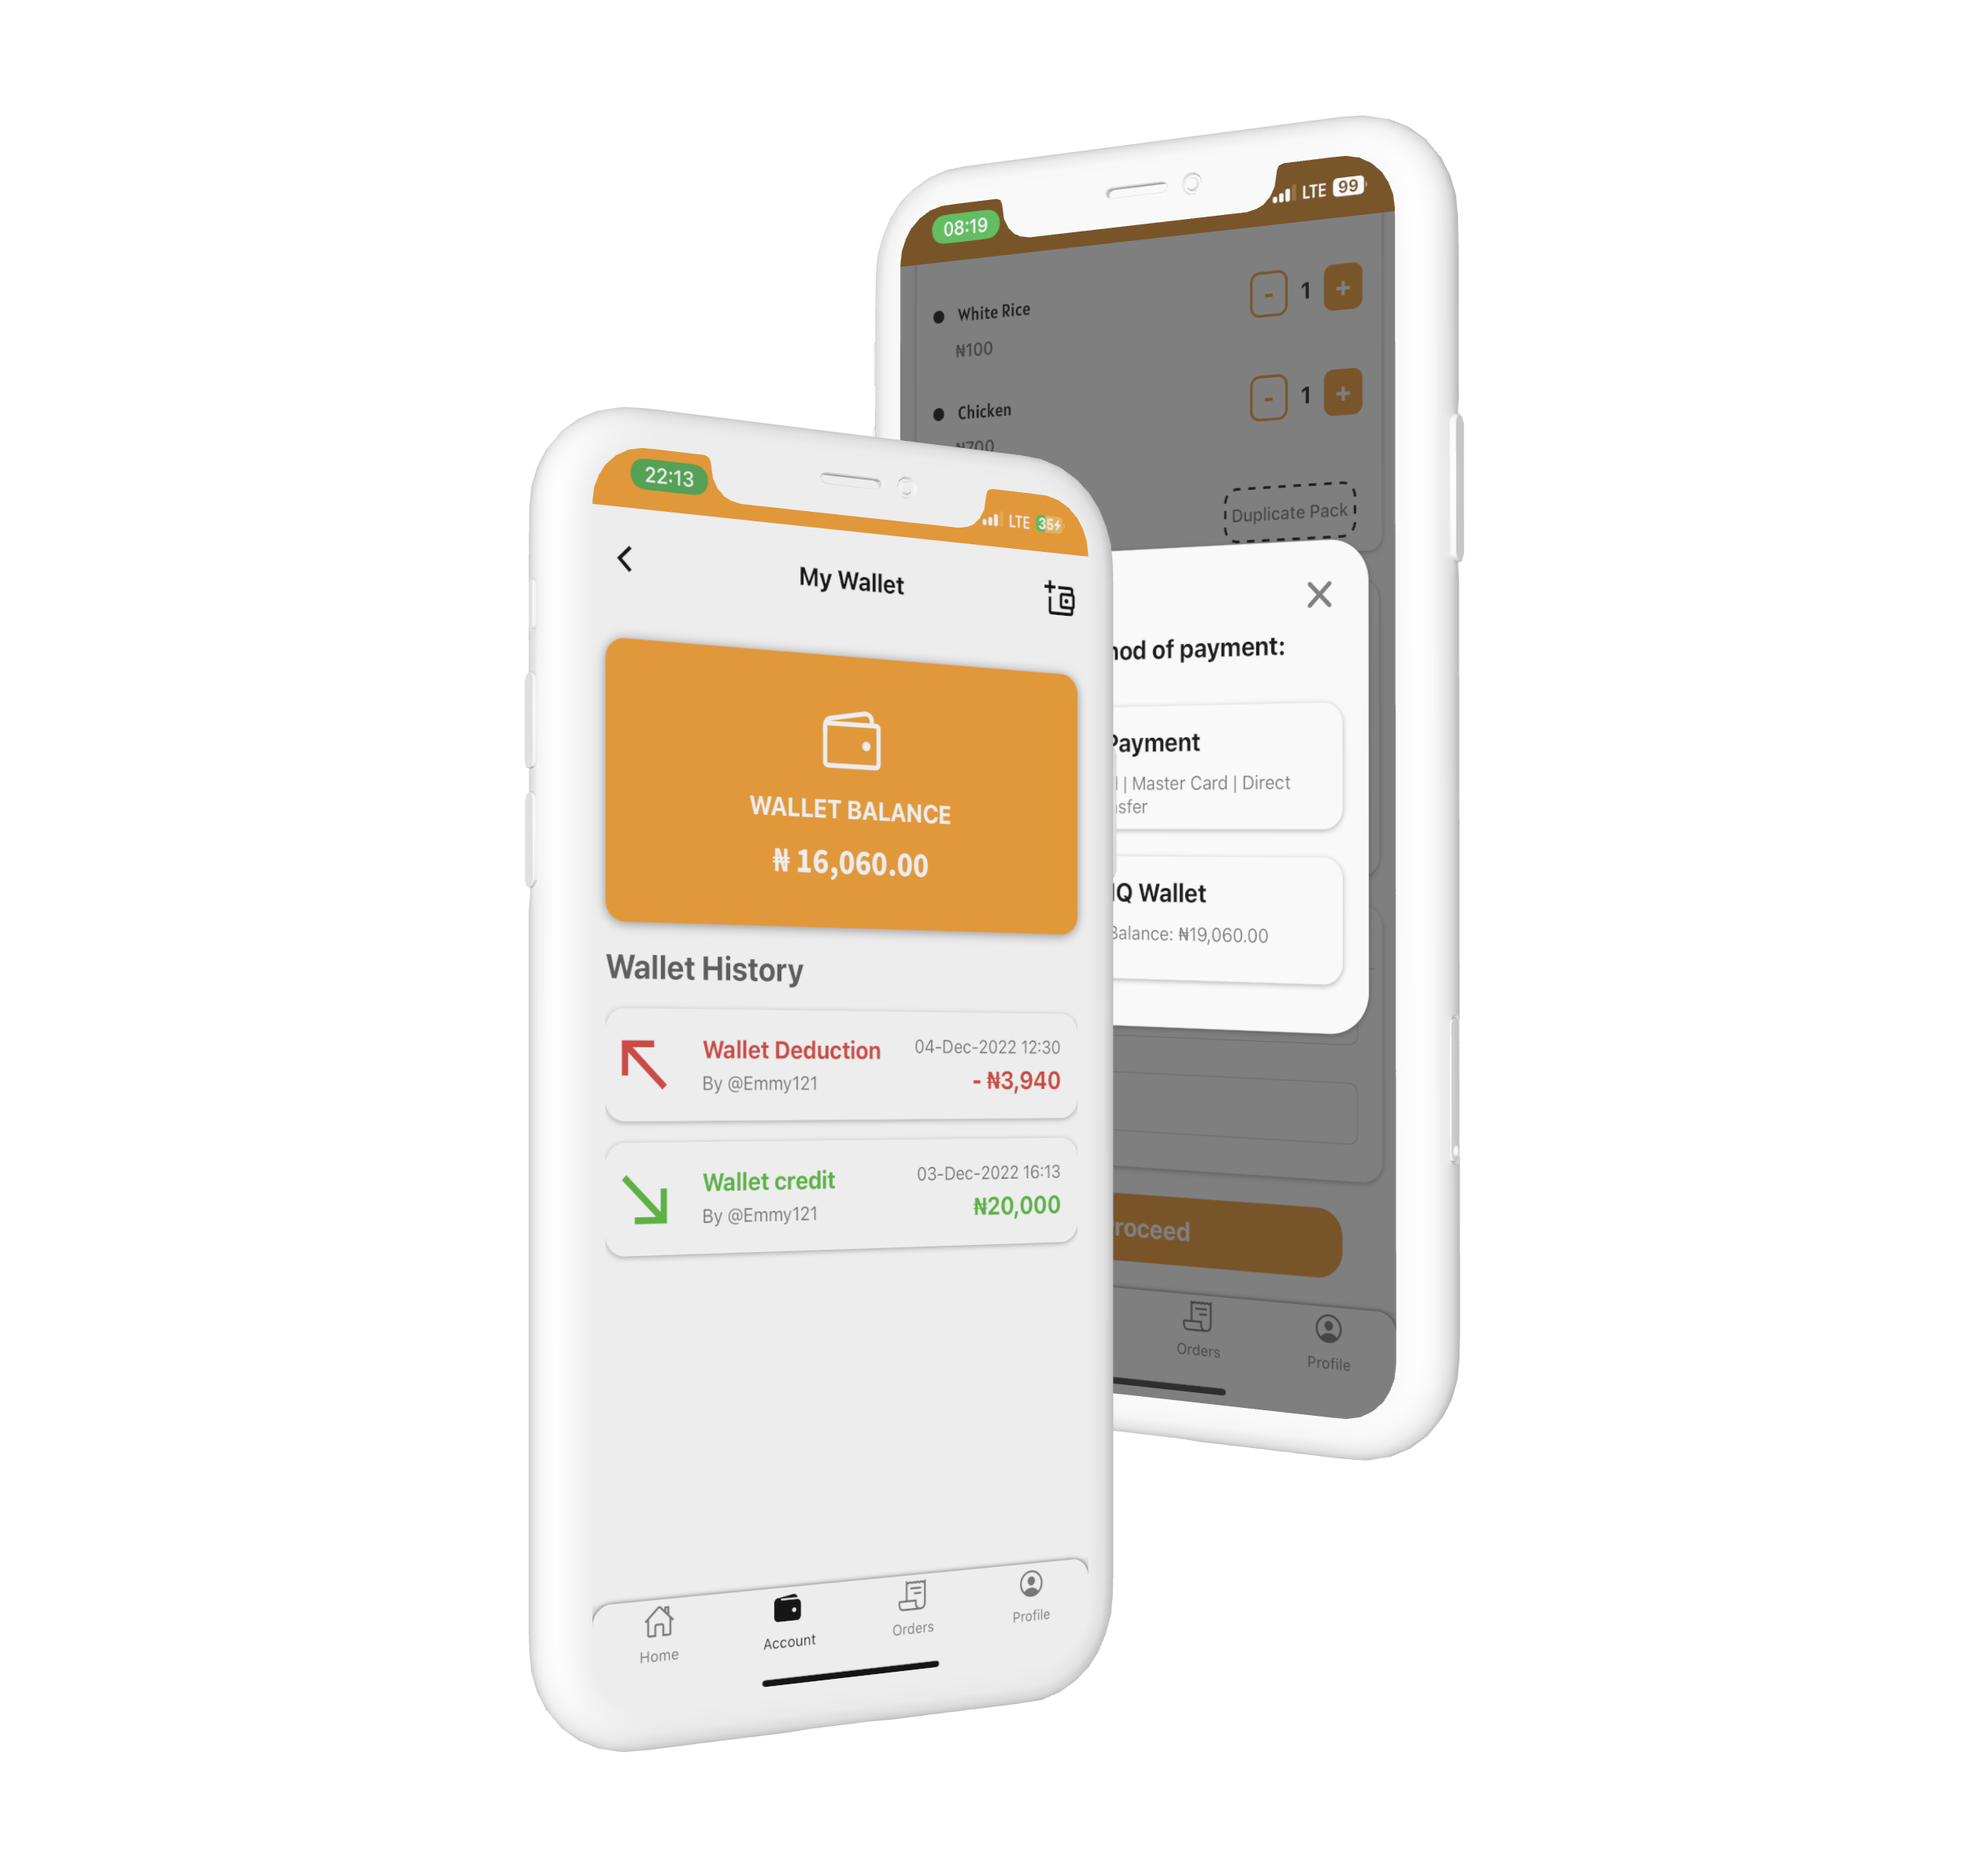 22:13
LTE 35
My Wallet
WALLET BALANCE
₦ 16,060.00
Wallet History
Wallet Deduction
04-Dec-2022 12:30
By @Emmy121
- ₦3,940
Wallet credit
03-Dec-2022 16:13
By @Emmy121
₦20,000
Home
Account
Orders
Profile
08:19
LTE 99
White Rice
- 1 +
₦100
Chicken
- 1 +
₦700
Duplicate Pack
of payment:
Payment
| Master Card | Direct
IQ Wallet
Balance: ₦19,060.00
Orders
Profile